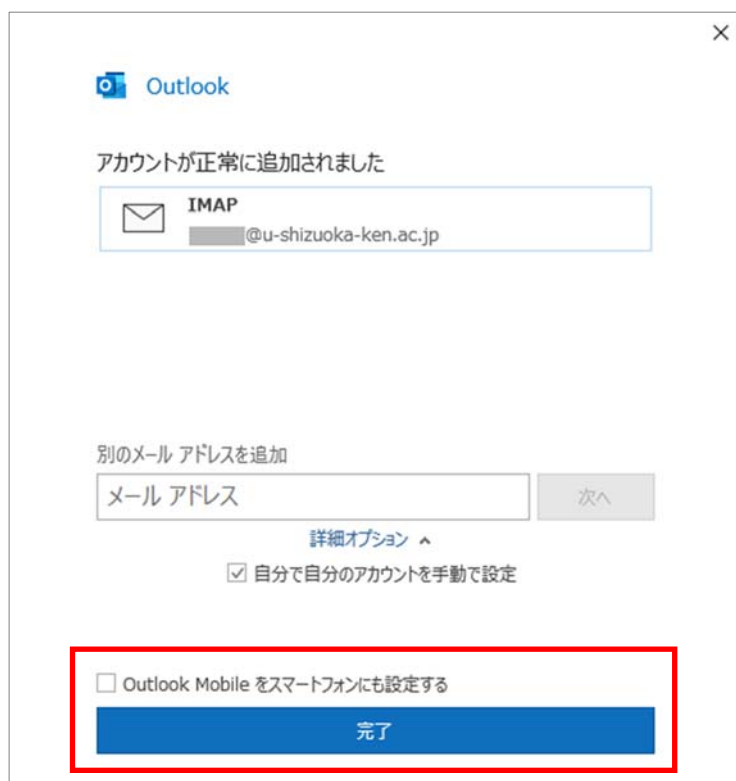 Outlook
アカウントが正常に追加されました
IMAP
@u-shizuoka-ken.ac.jp
別のメール アドレスを追加
メール アドレス
次へ
詳細オプション
自分で自分のアカウントを手動で設定
Outlook Mobile をスマートフォンにも設定する
完了